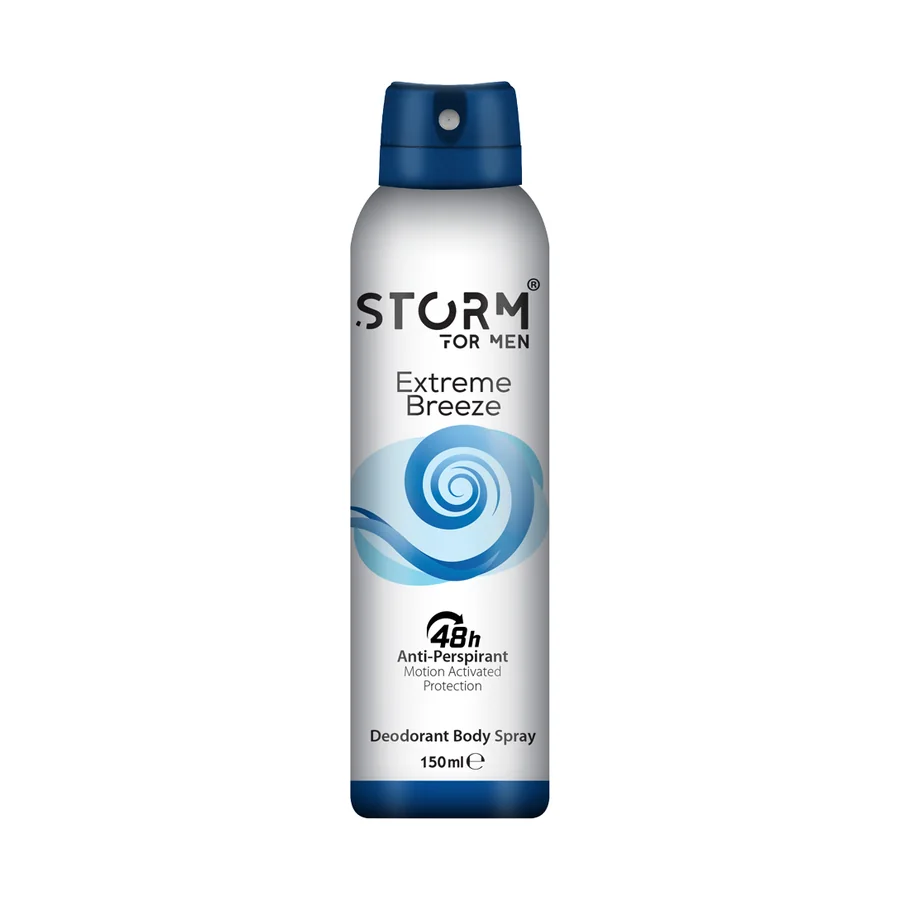 STORM®
FOR MEN
Extreme
Breeze
48h
Anti-Perspirant
Motion Activated
Protection
Deodorant Body Spray
150ml℮